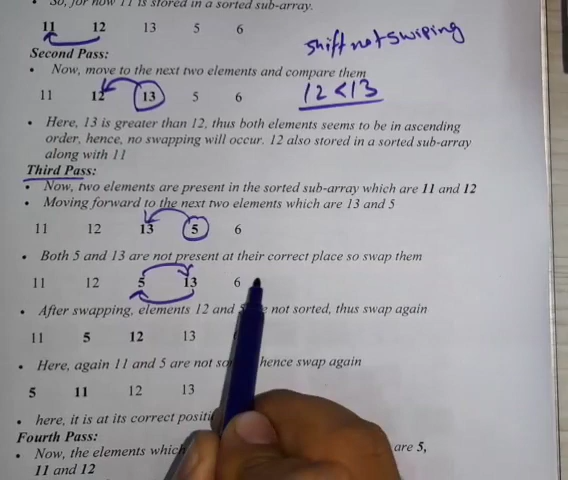 So, for now 11 is stored in a sorted sub-array.
11 12 13 5 6
shift not swiping
Second Pass:
• Now, move to the next two elements and compare them
11 12 13 5 6
12 < 13
• Here, 13 is greater than 12, thus both elements seems to be in ascending
order, hence, no swapping will occur. 12 also stored in a sorted sub-array
along with 11
Third Pass:
• Now, two elements are present in the sorted sub-array which are 11 and 12
• Moving forward to the next two elements which are 13 and 5
11 12 13 5 6
• Both 5 and 13 are not present at their correct place so swap them
11 12 5 13 6
• After swapping, elements 12 and 5 not sorted, thus swap again
11 5 12 13
• Here, again 11 and 5 are not hence swap again
5 11 12 13
• here, it is at its correct
Fourth Pass:
• Now, the elements which are 5,
11 and 12